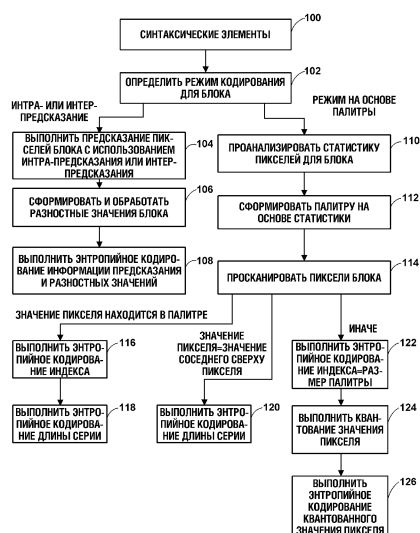 100
СИНТАКСИЧЕСКИЕ ЭЛЕМЕНТЫ
102
ОПРЕДЕЛИТЬ РЕЖИМ КОДИРОВАНИЯ
ДЛЯ БЛОКА
ИНТРА- ИЛИ ИНТЕР-
ПРЕДСКАЗАНИЕ
РЕЖИМ НА ОСНОВЕ
ПАЛИТРЫ
104
ВЫПОЛНИТЬ ПРЕДСКАЗАНИЕ ПИК-
СЕЛЕЙ БЛОКА С ИСПОЛЬЗОВАНИЕМ
ИНТРА-ПРЕДСКАЗАНИЯ ИЛИ ИНТЕР-
ПРЕДСКАЗАНИЯ
110
ПРОАНАЛИЗИРОВАТЬ СТАТИСТИКУ
ПИКСЕЛЕЙ ДЛЯ БЛОКА
106
СФОРМИРОВАТЬ И ОБРАБОТАТЬ
РАЗНОСТНЫЕ ЗНАЧЕНИЯ БЛОКА
112
СФОРМИРОВАТЬ ПАЛИТРУ НА
ОСНОВЕ СТАТИСТИКИ
108
ВЫПОЛНИТЬ ЭНТРОПИЙНОЕ КОДИРО-
ВАНИЕ ИНФОРМАЦИИ ПРЕДСКАЗАНИЯ
И РАЗНОСТНЫХ ЗНАЧЕНИЙ
114
ПРОСКАНИРОВАТЬ ПИКСЕЛИ БЛОКА
ЗНАЧЕНИЕ ПИКСЕЛЯ НАХОДИТСЯ В ПАЛИТРЕ
ЗНАЧЕНИЕ
ПИКСЕЛЯ=ЗНАЧЕНИЕ
СОСЕДНЕГО СВЕРХУ
ПИКСЕЛЯ
ИНАЧЕ
116
ВЫПОЛНИТЬ ЭНТРО-
ПИЙНОЕ КОДИРОВА-
НИЕ ИНДЕКСА
122
ВЫПОЛНИТЬ ЭНТРО-
ПИЙНОЕ КОДИРОВАНИЕ
ИНДЕКСА=РАЗ-
МЕР ПАЛИТРЫ
118
ВЫПОЛНИТЬ ЭНТРО-
ПИЙНОЕ КОДИРОВА-
НИЕ ДЛИНЫ СЕРИИ
120
ВЫПОЛНИТЬ ЭНТРО-
ПИЙНОЕ КОДИРОВА-
НИЕ ДЛИНЫ СЕРИИ
124
ВЫПОЛНИТЬ КВАН-
ТОВАНИЕ ЗНАЧЕНИЯ
ПИКСЕЛЯ
126
ВЫПОЛНИТЬ
ЭНТРОПИЙНОЕ
КОДИРОВАНИЕ
КВАНТОВАННОГО
ЗНАЧЕНИЯ ПИКСЕЛЯ